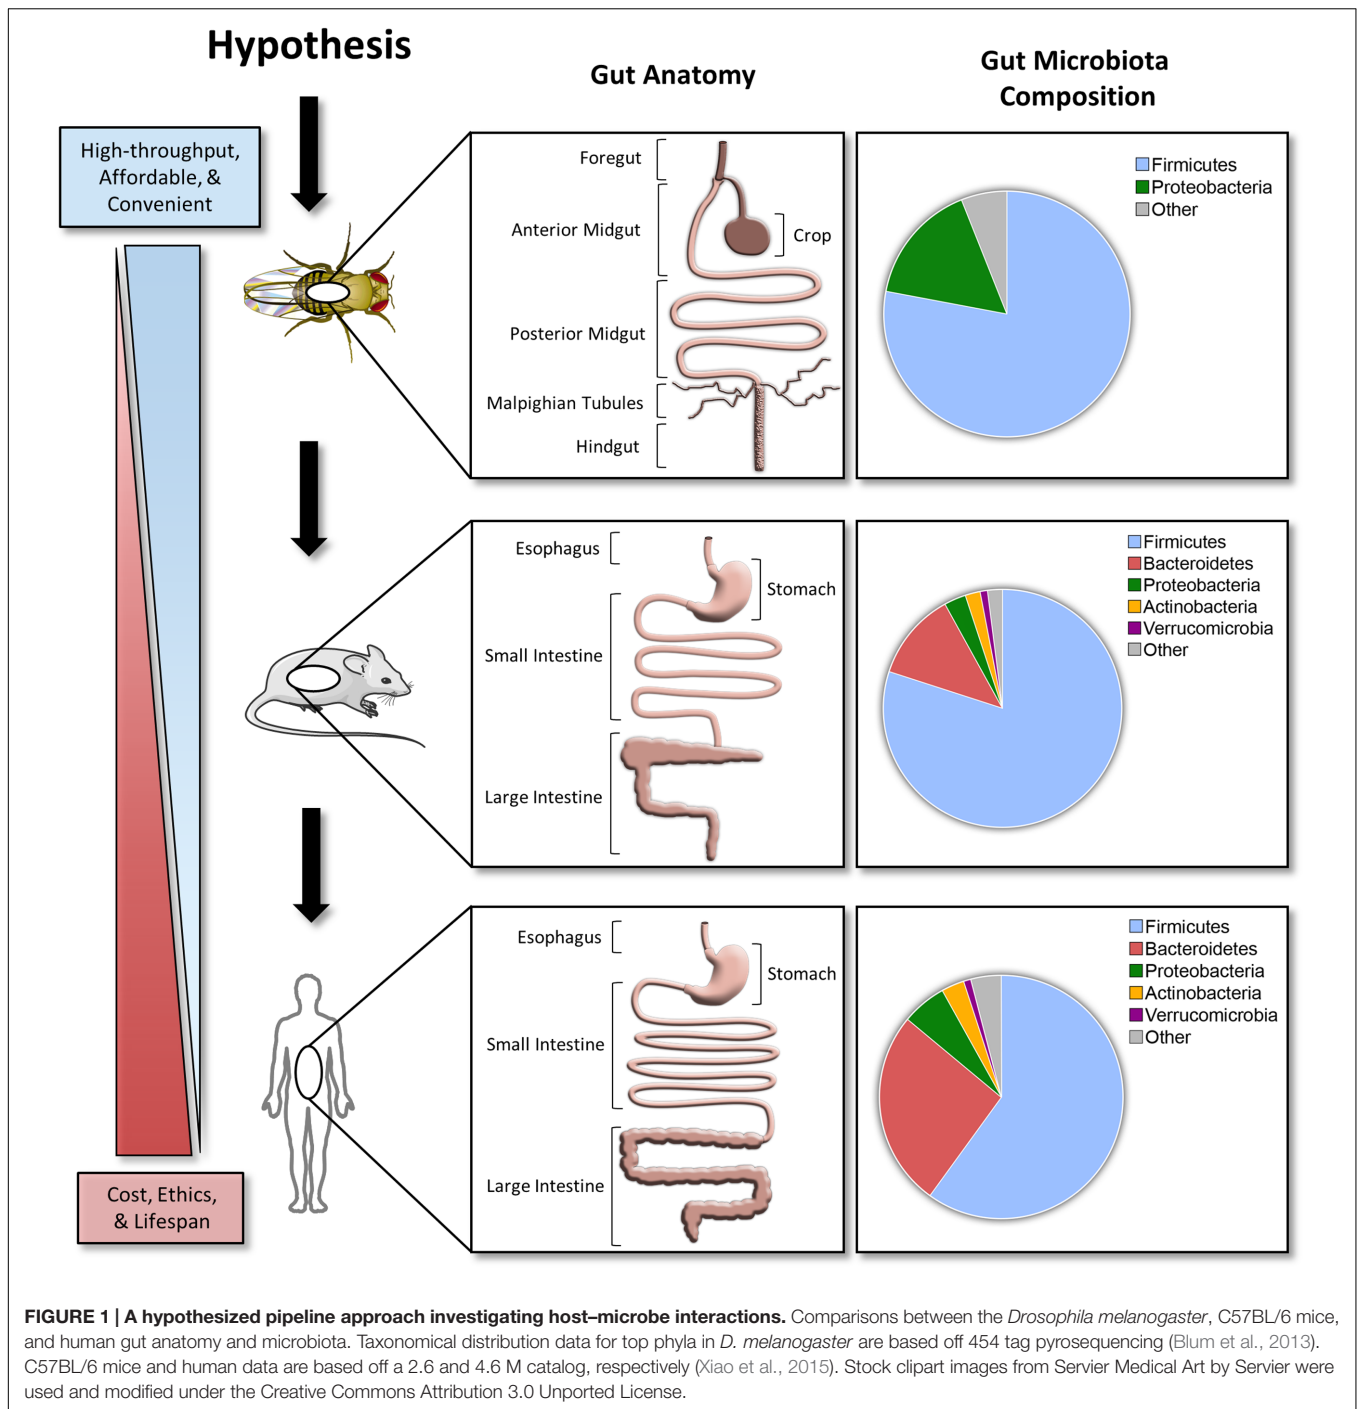 Hypothesis
Gut Anatomy
Gut Microbiota
Composition
High-throughput,
Affordable, &
Convenient
Foregut
Anterior Midgut
Crop
Posterior Midgut
Malpighian Tubules
Hindgut
Firmicutes
Proteobacteria
Other
Esophagus
Stomach
Small Intestine
Large Intestine
Firmicutes
Bacteroidetes
Proteobacteria
Actinobacteria
Verrucomicrobia
Other
Esophagus
Stomach
Small Intestine
Large Intestine
Firmicutes
Bacteroidetes
Proteobacteria
Actinobacteria
Verrucomicrobia
Other
Cost, Ethics,
& Lifespan
FIGURE 1 | A hypothesized pipeline approach investigating host–microbe interactions. Comparisons between the Drosophila melanogaster, C57BL/6 mice,
and human gut anatomy and microbiota. Taxonomical distribution data for top phyla in D. melanogaster are based off 454 tag pyrosequencing (Blum et al., 2013).
C57BL/6 mice and human data are based off a 2.6 and 4.6 M catalog, respectively (Xiao et al., 2015). Stock clipart images from Servier Medical Art by Servier were
used and modified under the Creative Commons Attribution 3.0 Unported License.